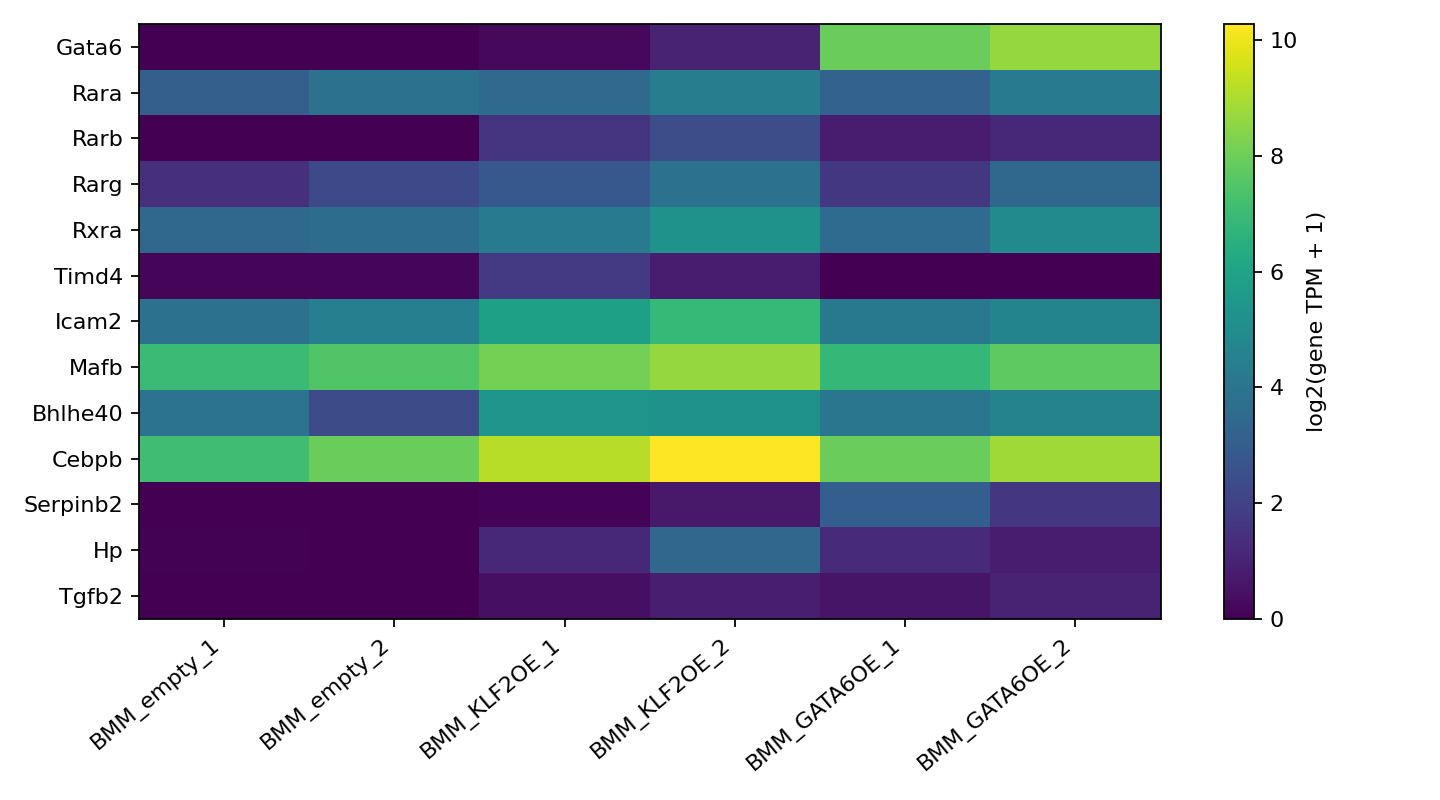 Gata6
Rara
Rarb
Rarg
Rxra
Timd4
Icam2
Mafb
Bhlhe40
Cebpb
Serpinb2
Hp
Tgfb2
BMM_empty_1
BMM_empty_2
BMM_KLF2OE_1
BMM_KLF2OE_2
BMM_GATA6OE_1
BMM_GATA6OE_2
10
8
6
4
2
0
log2(gene TPM + 1)